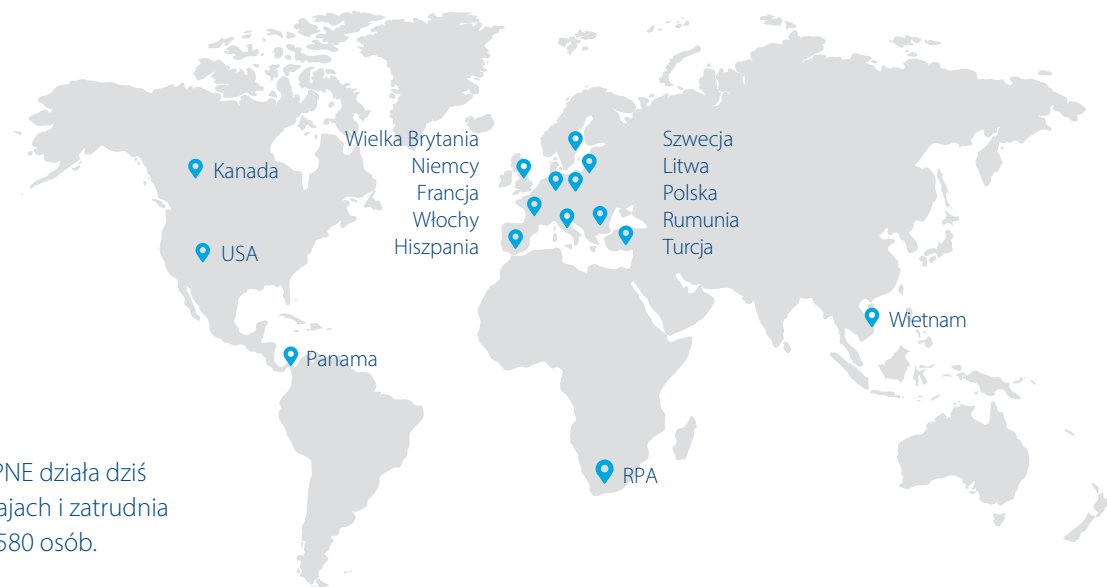 Wielka Brytania
Niemcy
Francja
Włochy
Hiszpania
Szwecja
Litwa
Polska
Rumunia
Turcja
Kanada
USA
Wietnam
Panama
RPA
PNE działa dziś
ajach i zatrudnia
580 osób.